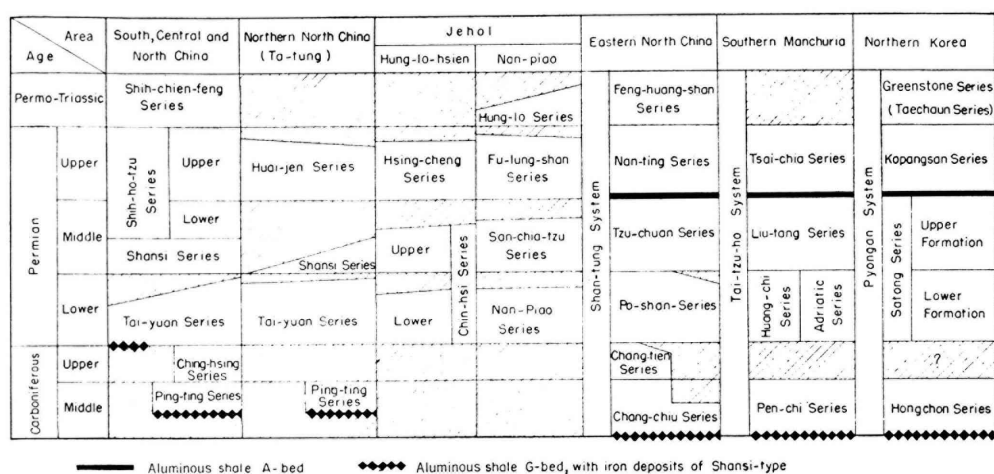 Area
Age
South, Central and
North China
Northern North China
(Ta-tung)
Jehol
Hung-lo-hsien
Nan-piao
Eastern North China
Southern Manchuria
Northern Korea
Permo-Triassic
Shih-chien-feng
Series
Hung-lo Series
Feng-huang-shan
Series
Greenstone Series
(Taechaun Series)
Permian
Upper
Shih-ho-tzu
Series
Upper
Huai-jen Series
Hsing-cheng
Series
Fu-lung-shan
Series
Shan-tung System
Nan-ting Series
Tai-tzu-ho System
Tsai-chia Series
Pyongan System
Kopangsan Series
Middle
Lower
Shansi Series
Shansi Series
Upper
Chin-hsi Series
San-chia-tzu
Series
Tzu-chuan Series
Liu-tang Series
Satong Series
Upper
Formation
Lower
Tai-yuan Series
Tai-yuan Series
Lower
Nan-Piao
Series
Po-shan-Series
Huang-chi
Series
Adriatic
Series
Lower
Formation
Carboniferous
Upper
Ching-hsing
Series
Chang-tien
Series
?
Middle
Ping-ting Series
Ping-ting
Series
Chang-chiu Series
Pen-chi Series
Hongchon Series
Aluminous shale A-bed
Aluminous shale G-bed, with iron deposits of Shansi-type